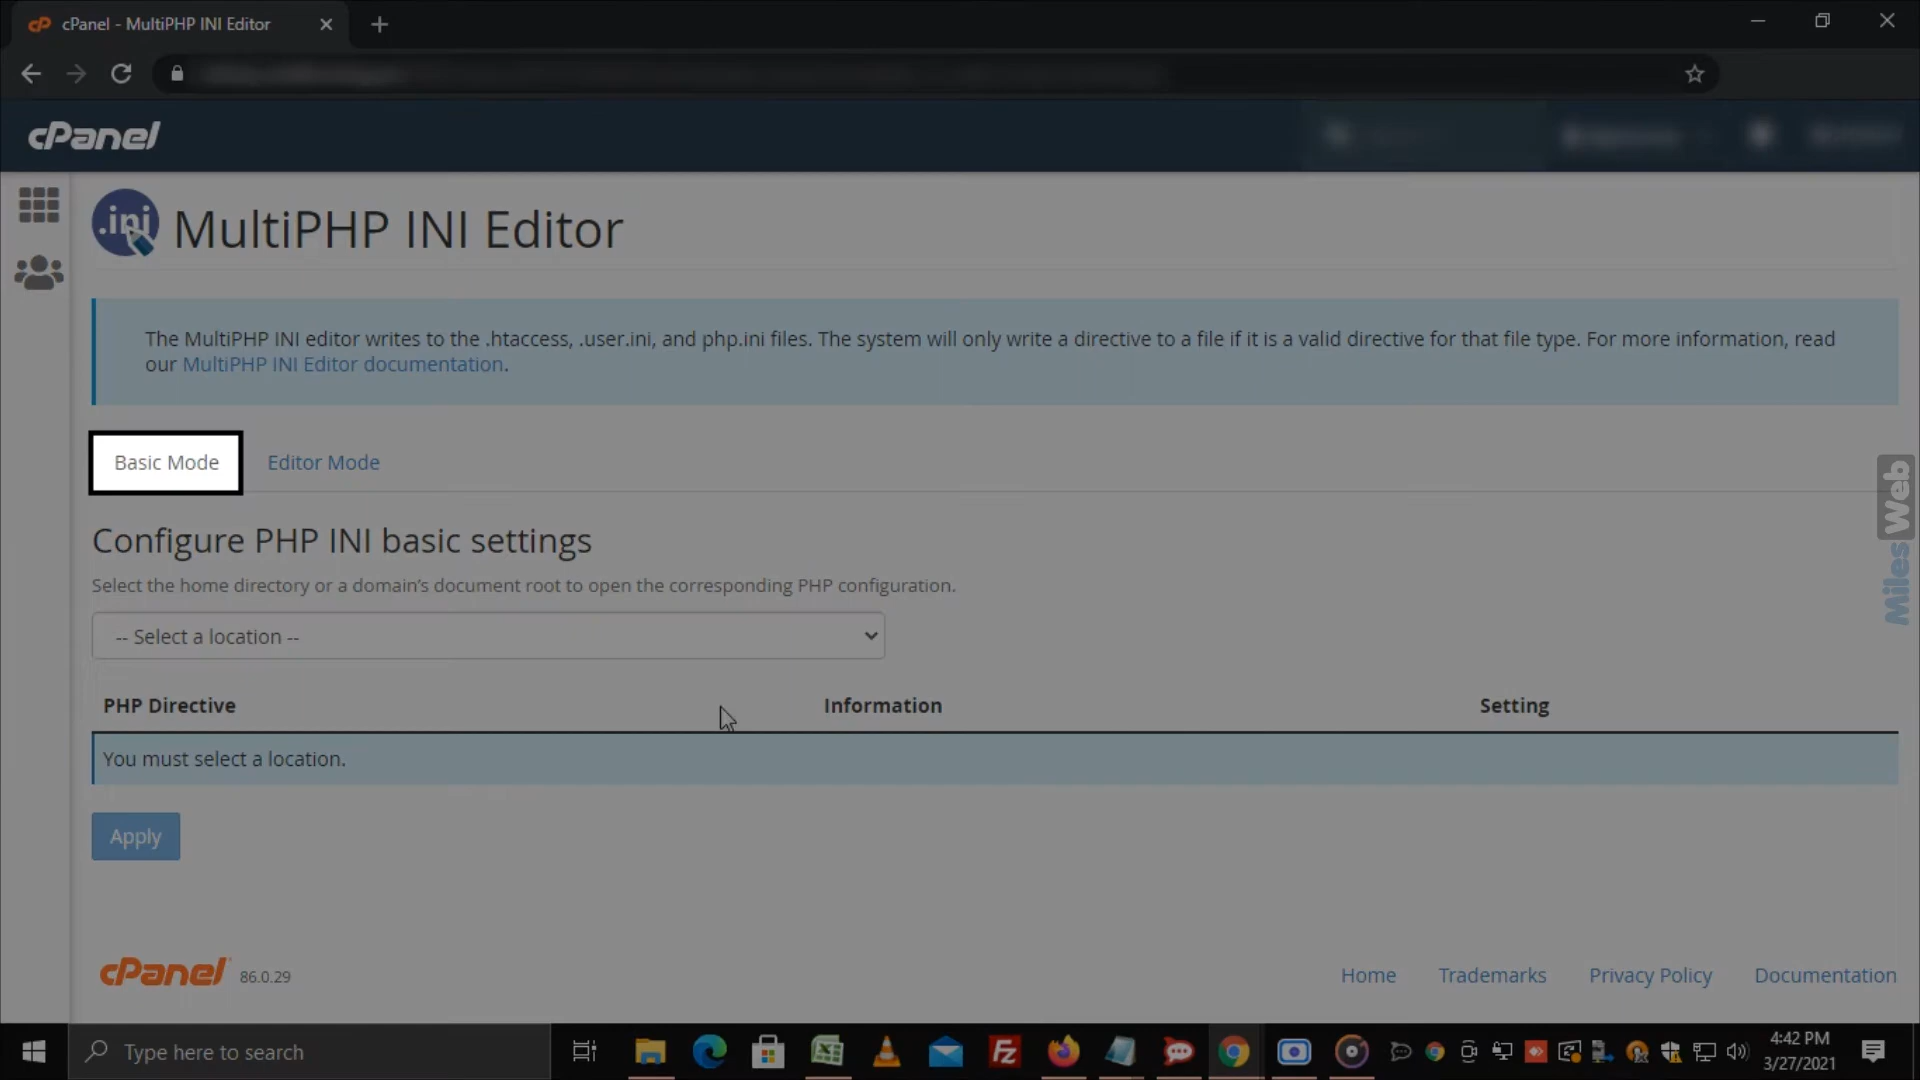 cPanel - MultiPHP INI Editor
cPanel
.ini
MultiPHP INI Editor
The MultiPHP INI editor writes to the .htaccess, .user.ini, and php.ini files. The system will only write a directive to a file if it is a valid directive for that file type. For more information, read
our MultiPHP INI Editor documentation.
Basic Mode
Editor Mode
Configure PHP INI basic settings
Select the home directory or a domain's document root to open the corresponding PHP configuration.
-- Select a location --
PHP Directive
Information
Setting
You must select a location.
Apply
cPanel 86.0.29
Home
Trademarks
Privacy Policy
Documentation
MilesWeb
Type here to search
Fz
4:42 PM
3/27/2021